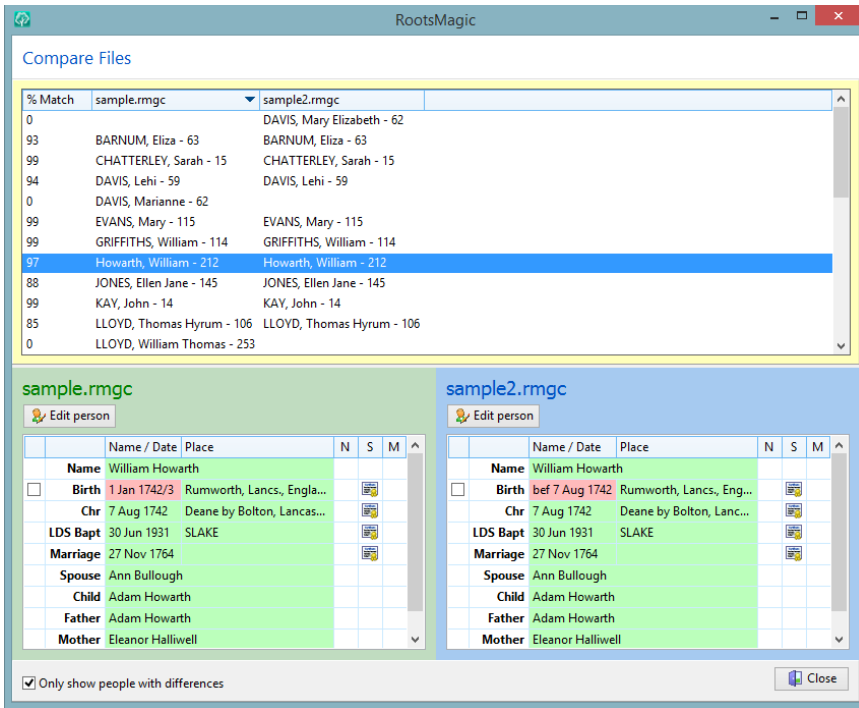 RootsMagic
Compare Files
% Match sample.rmgc sample2.rmgc
0 DAVIS, Mary Elizabeth - 62
93 BARNUM, Eliza - 63 BARNUM, Eliza - 63
99 CHATTERLEY, Sarah - 15 CHATTERLEY, Sarah - 15
94 DAVIS, Lehi - 59 DAVIS, Lehi - 59
0 DAVIS, Marianne - 62
99 EVANS, Mary - 115 EVANS, Mary - 115
99 GRIFFITHS, William - 114 GRIFFITHS, William - 114
97 Howarth, William - 212 Howarth, William - 212
88 JONES, Ellen Jane - 145 JONES, Ellen Jane - 145
99 KAY, John - 14 KAY, John - 14
85 LLOYD, Thomas Hyrum - 106 LLOYD, Thomas Hyrum - 106
0 LLOYD, William Thomas - 253
sample.rmgc
Edit person
Name / Date Place N S M
Name William Howarth
Birth 1 Jan 1742/3 Rumworth, Lancs., Engla...
Chr 7 Aug 1742 Deane by Bolton, Lancas...
LDS Bapt 30 Jun 1931 SLAKE
Marriage 27 Nov 1764
Spouse Ann Bullough
Child Adam Howarth
Father Adam Howarth
Mother Eleanor Halliwell
sample2.rmgc
Edit person
Name / Date Place N S M
Name William Howarth
Birth bef 7 Aug 1742 Rumworth, Lancs., Eng...
Chr 7 Aug 1742 Deane by Bolton, Lanc...
LDS Bapt 30 Jun 1931 SLAKE
Marriage 27 Nov 1764
Spouse Ann Bullough
Child Adam Howarth
Father Adam Howarth
Mother Eleanor Halliwell
Only show people with differences
Close